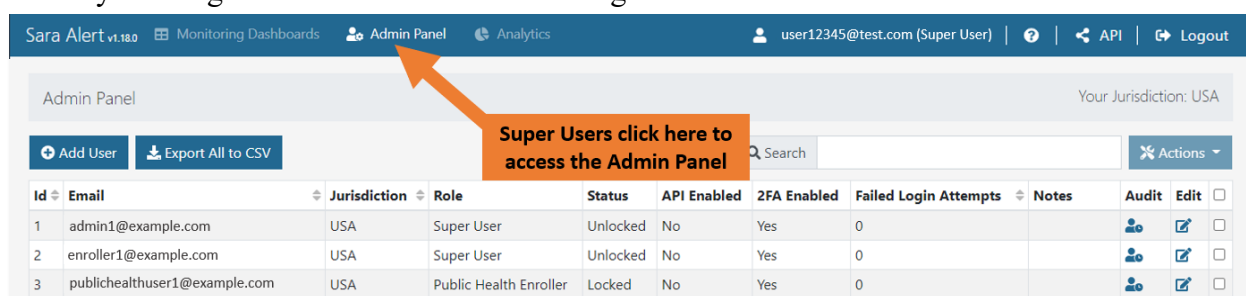 Sara Alert v1.18.0 Monitoring Dashboards Admin Panel Analytics user12345@test.com (Super User) | ? | API | Logout
Admin Panel Your Jurisdiction: USA
Super Users click here to
access the Admin Panel
Add User Export All to CSV Search Actions
Id Email Jurisdiction Role Status API Enabled 2FA Enabled Failed Login Attempts Notes Audit Edit
1 admin1@example.com USA Super User Unlocked No Yes 0
2 enroller1@example.com USA Super User Unlocked No Yes 0
3 publichealthuser1@example.com USA Public Health Enroller Locked No Yes 0